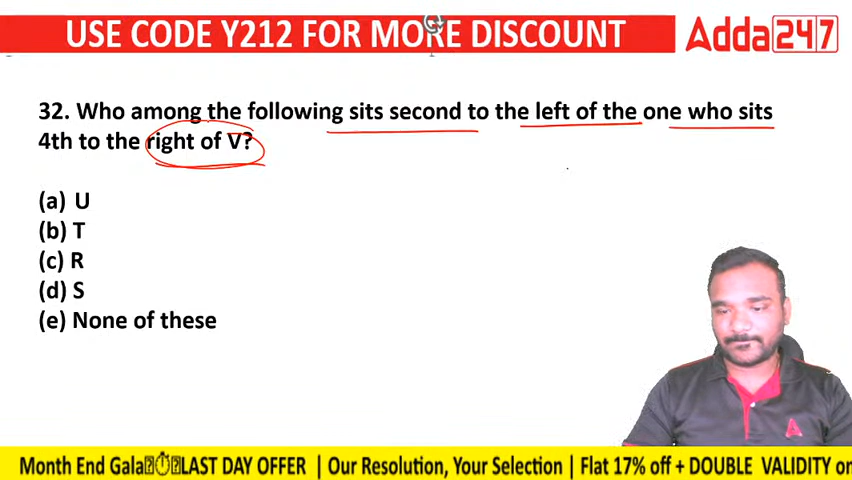 USE CODE Y212 FOR MORE DISCOUNT
Adda247
32. Who among the following sits second to the left of the one who sits
4th to the right of V?
(a) U
(b) T
(c) R
(d) S
(e) None of these
Month End Gala LAST DAY OFFER | Our Resolution, Your Selection | Flat 17% off + DOUBLE VALIDITY on